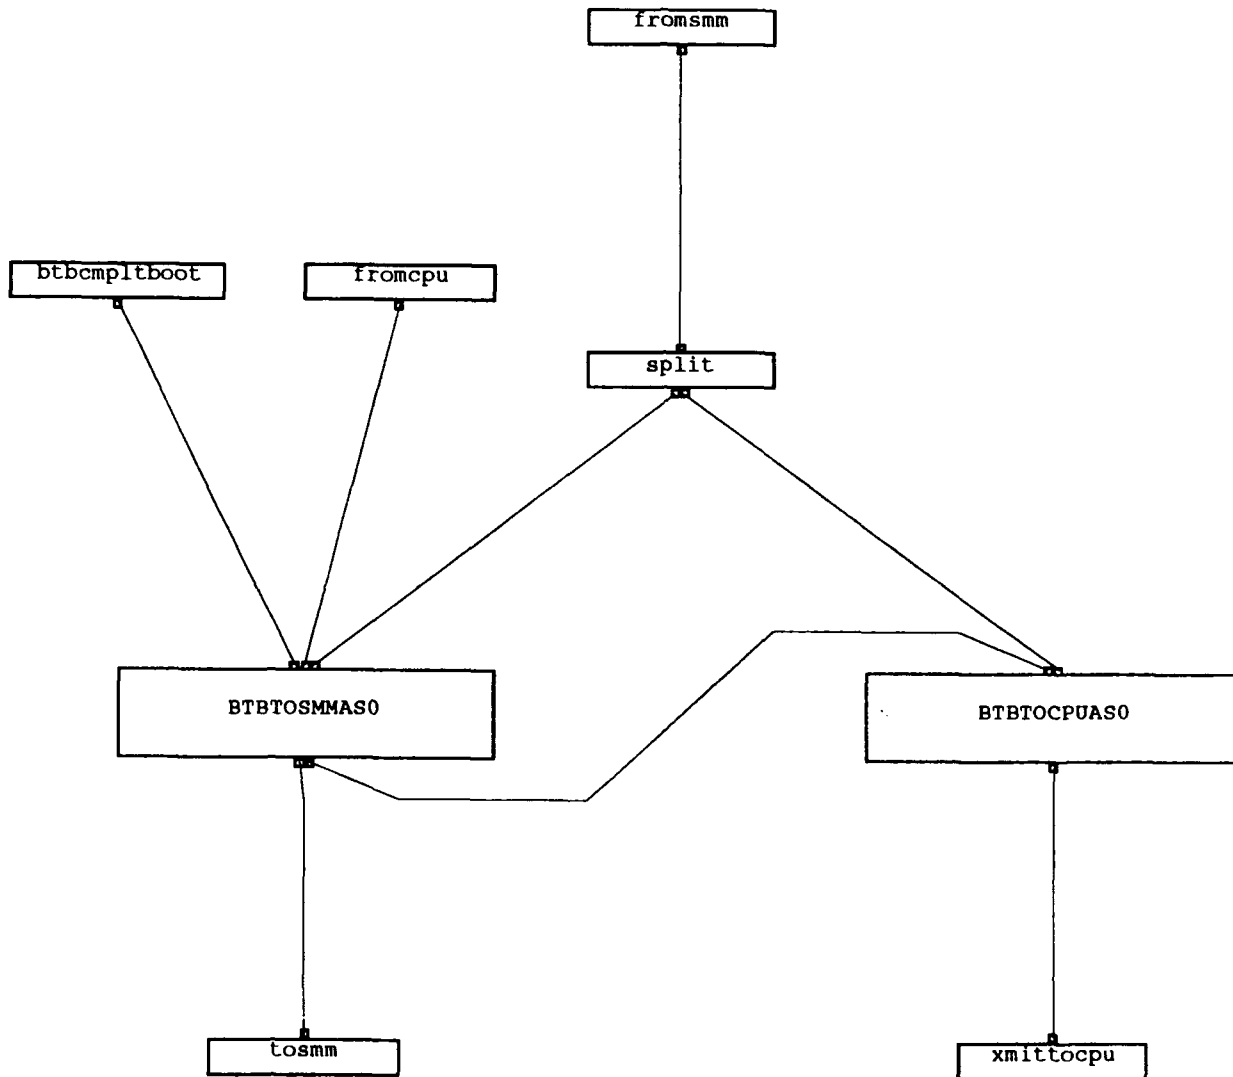 fromsmm
btbcmpltboot
fromcpu
split
BTBTOSMMAS0
BTBTOCPUAS0
tosmm
xmittocpu